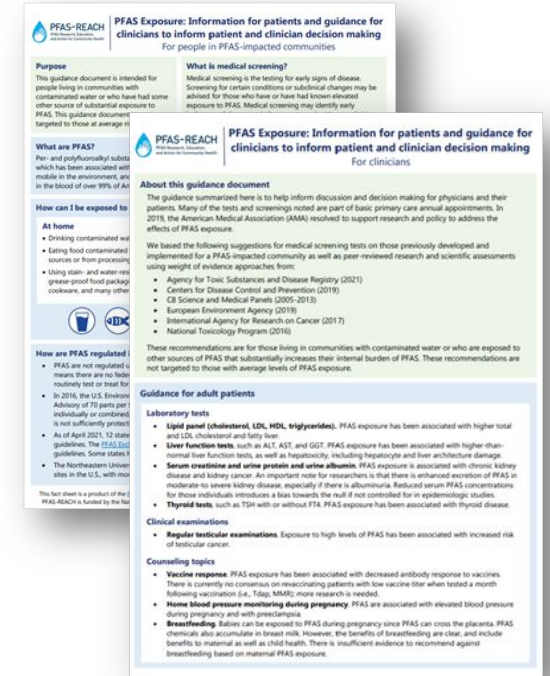 PFAS-REACH
PFAS Research, Education,
and Action for Community Health
PFAS Exposure: Information for patients and guidance for
clinicians to inform patient and clinician decision making
For people in PFAS-impacted communities
Purpose
This guidance document is intended for
people living in communities with
contaminated water or who have had some
other source of substantial exposure to
PFAS. This guidance document
targeted to those at average
What is medical screening?
Medical screening is the testing for early signs of disease.
Screening for certain conditions or subclinical changes may be
advised for those who have or have had known elevated
exposure to PFAS. Medical screening may identify early
What are PFAS?
Per- and polyfluoroalkyl
which has been associated with
mobile in the environment, and
in the blood of over 99% of
How can I be exposed to
At home
• Drinking contaminated
• Eating food contaminated
sources or from processing
• Using stain- and
grease-proof food
cookware, and many other
How are PFAS regulated
• PFAS are not regulated
means there are no
routinely test or treat for
• In 2016, the U.S.
Advisory of 70 parts per
individually or combined.
is not sufficiently
• As of April 2021, 12
guidelines. The PFAS
guidelines. Some states
• The Northeastern
sites in the U.S., with
This fact sheet is a product of the
PFAS-REACH is funded by the
PFAS-REACH
PFAS Research, Education,
and Action for Community Health
PFAS Exposure: Information for patients and guidance for
clinicians to inform patient and clinician decision making
For clinicians
About this guidance document
The guidance summarized here is to help inform discussion and decision making for physicians and their
patients. Many of the tests and screenings noted are part of basic primary care annual appointments. In
2019, the American Medical Association (AMA) resolved to support research and policy to address the
effects of PFAS exposure.
We based the following suggestions for medical screening tests on those previously developed and
implemented for a PFAS-impacted community as well as peer-reviewed research and scientific assessments
using weight of evidence approaches from:
• Agency for Toxic Substances and Disease Registry (2021)
• Centers for Disease Control and Prevention (2019)
• C8 Science and Medical Panels (2005-2013)
• European Environment Agency (2019)
• International Agency for Research on Cancer (2017)
• National Toxicology Program (2016)
These recommendations are for those living in communities with contaminated water or who are exposed to
other sources of PFAS that substantially increases their internal burden of PFAS. These recommendations are
not targeted to those with average levels of PFAS exposure.
Guidance for adult patients
Laboratory tests
• Lipid panel (cholesterol, LDL, HDL, triglycerides). PFAS exposure has been associated with higher total
and LDL cholesterol and fatty liver.
• Liver function tests, such as ALT, AST, and GGT. PFAS exposure has been associated with higher-than-
normal liver function tests, as well as hepatoxicity, including hepatocyte and liver architecture damage.
• Serum creatinine and urine protein and urine albumin. PFAS exposure is associated with chronic kidney
disease and kidney cancer. An important note for researchers is that there is enhanced excretion of PFAS in
moderate-to severe kidney disease, especially if there is albuminuria. Reduced serum PFAS concentrations
for those individuals introduces a bias towards the null if not controlled for in epidemiologic studies.
• Thyroid tests, such as TSH with or without FT4. PFAS exposure has been associated with thyroid disease.
Clinical examinations
• Regular testicular examinations. Exposure to high levels of PFAS has been associated with increased risk
of testicular cancer.
Counseling topics
• Vaccine response. PFAS exposure has been associated with decreased antibody response to vaccines.
There is currently no consensus on revaccinating patients with low vaccine titer when tested a month
following vaccination (i.e., Tdap, MMR); more research is needed.
• Home blood pressure monitoring during pregnancy. PFAS are associated with elevated blood pressure
during pregnancy and with preeclampsia.
• Breastfeeding. Babies can be exposed to PFAS during pregnancy since PFAS can cross the placenta. PFAS
chemicals also accumulate in breast milk. However, the benefits of breastfeeding are clear, and include
benefits to maternal as well as child health. There is insufficient evidence to recommend against
breastfeeding based on maternal PFAS exposure.